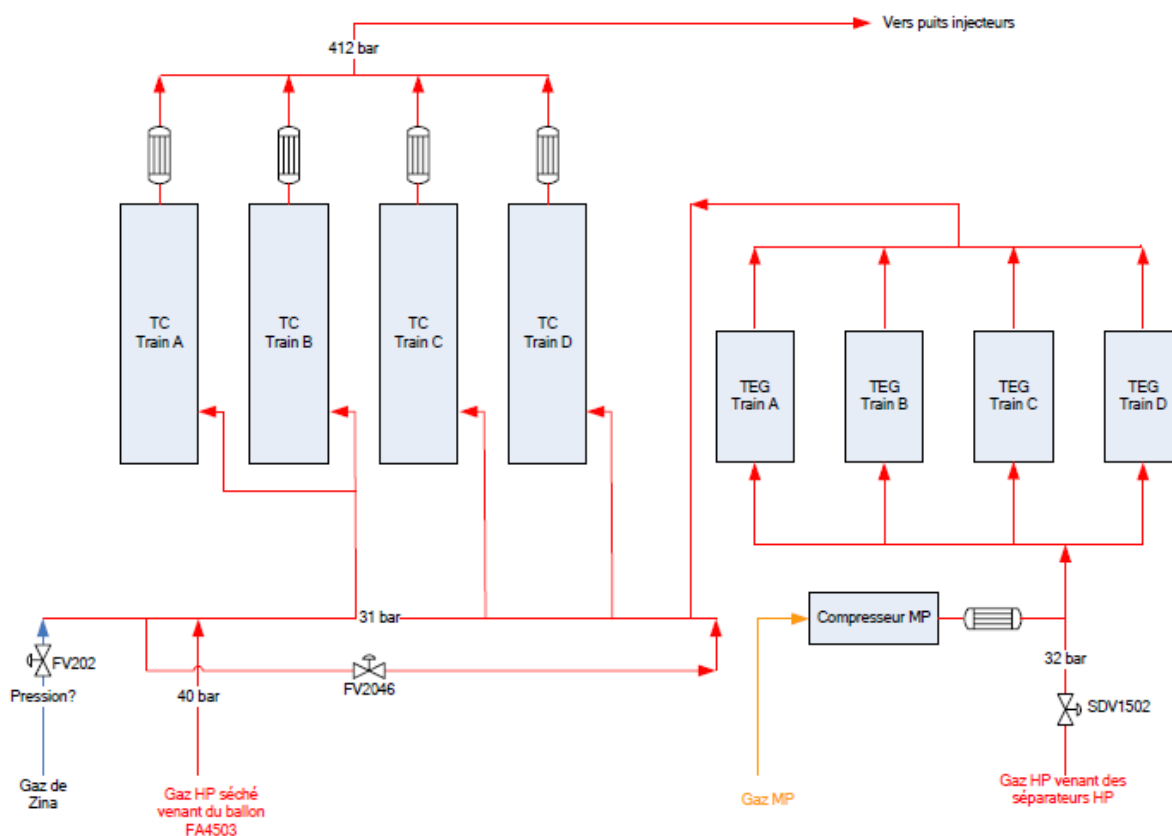 Vers puits injecteurs
412 bar
TC
Train A
TC
Train B
TC
Train C
TC
Train D
TEG
Train A
TEG
Train B
TEG
Train C
TEG
Train D
31 bar
Compresseur MP
FV202
Pression?
40 bar
FV2046
32 bar
SDV1502
Gaz de
Zina
Gaz HP séché
venant du ballon
FA4503
Gaz MP
Gaz HP venant des
séparateurs HP